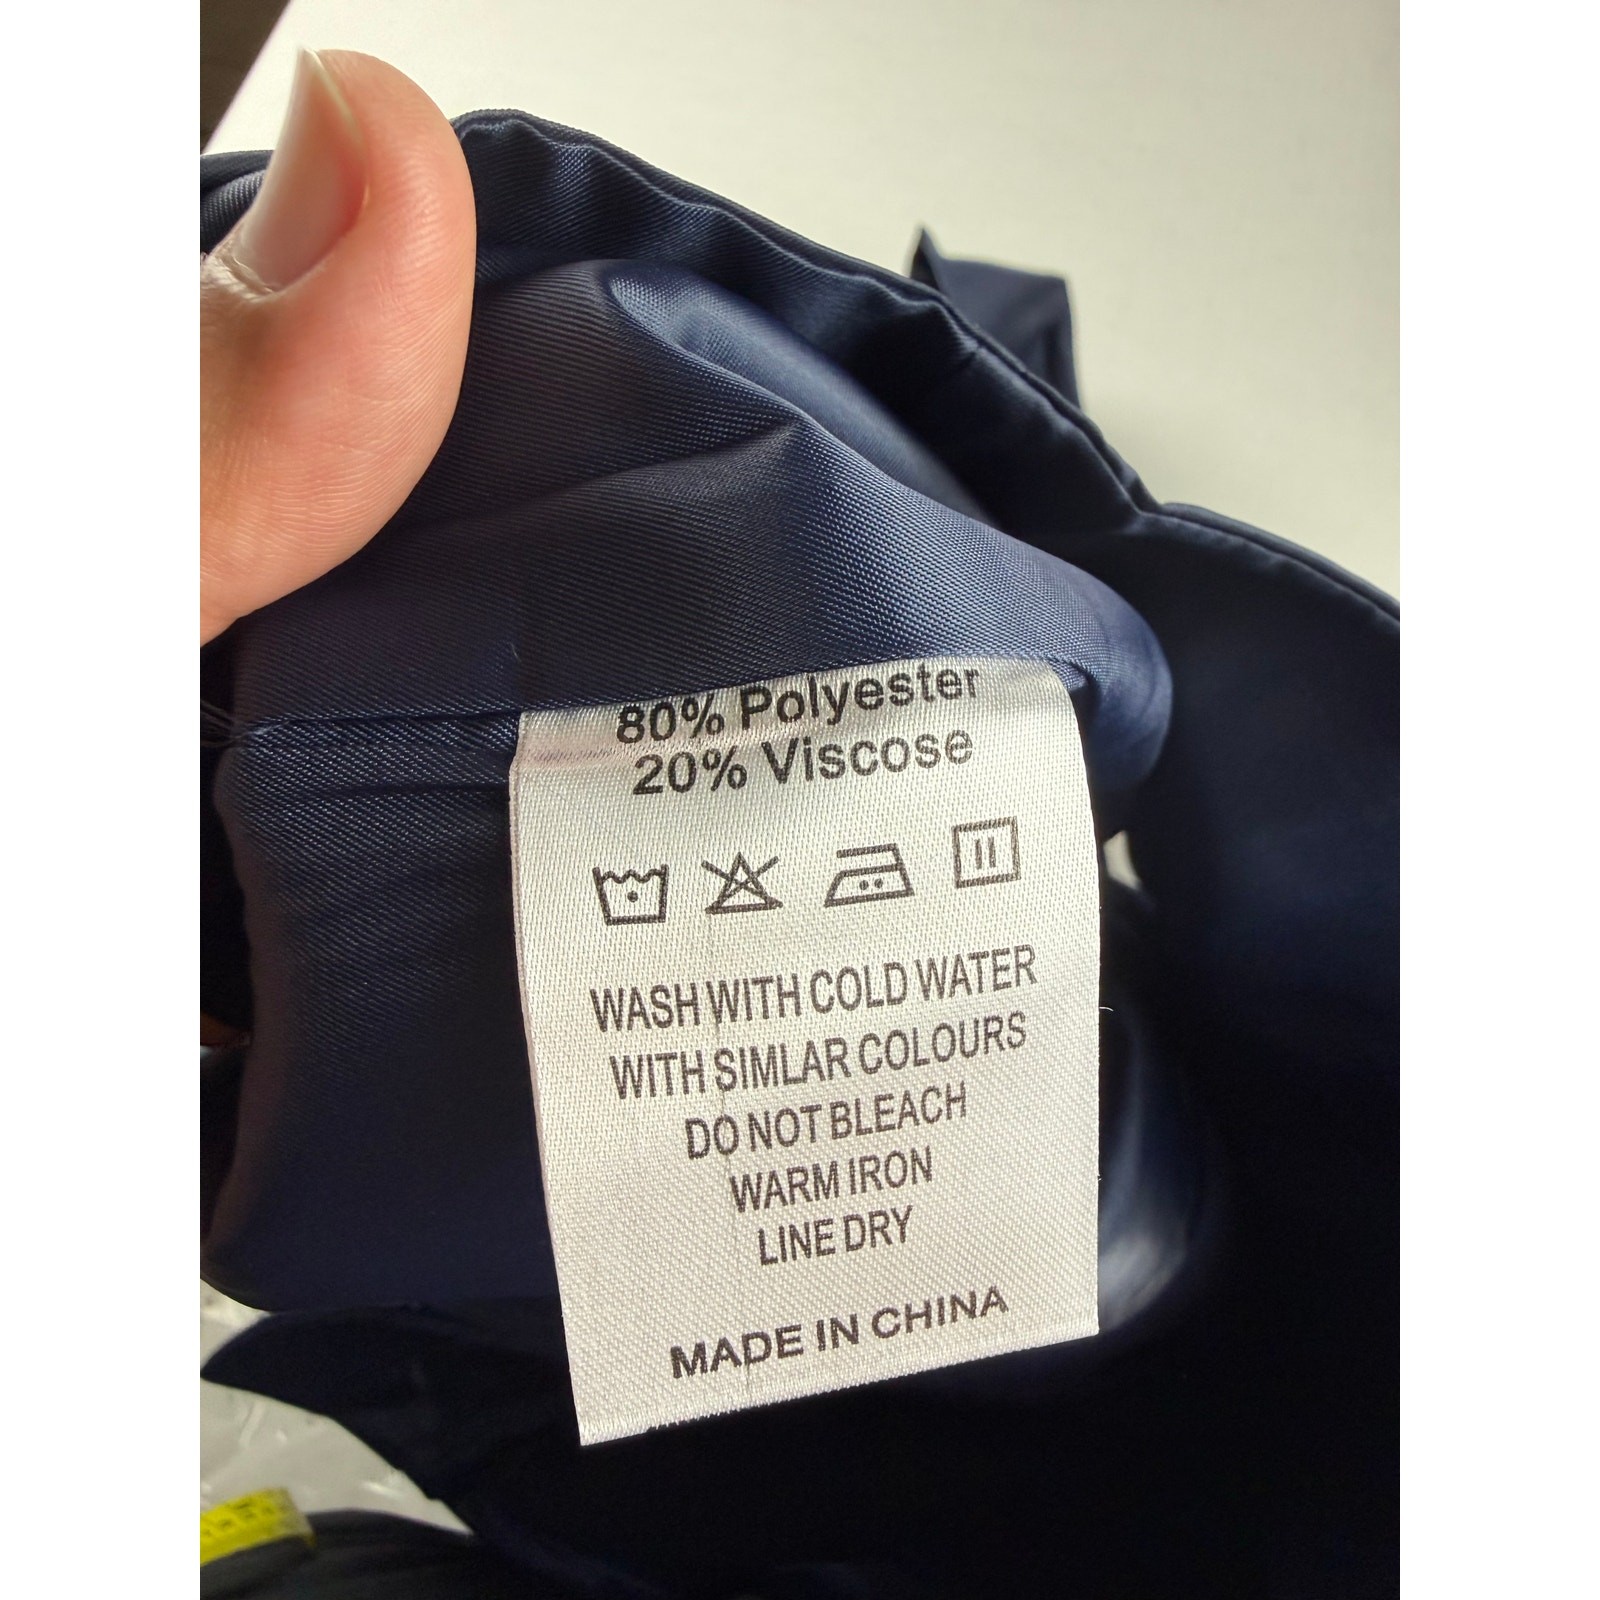 80% Polyester
20% Viscose
WASH WITH COLD WATER
WITH SIMLAR COLOURS
DO NOT BLEACH
WARM IRON
LINE DRY
MADE IN CHINA